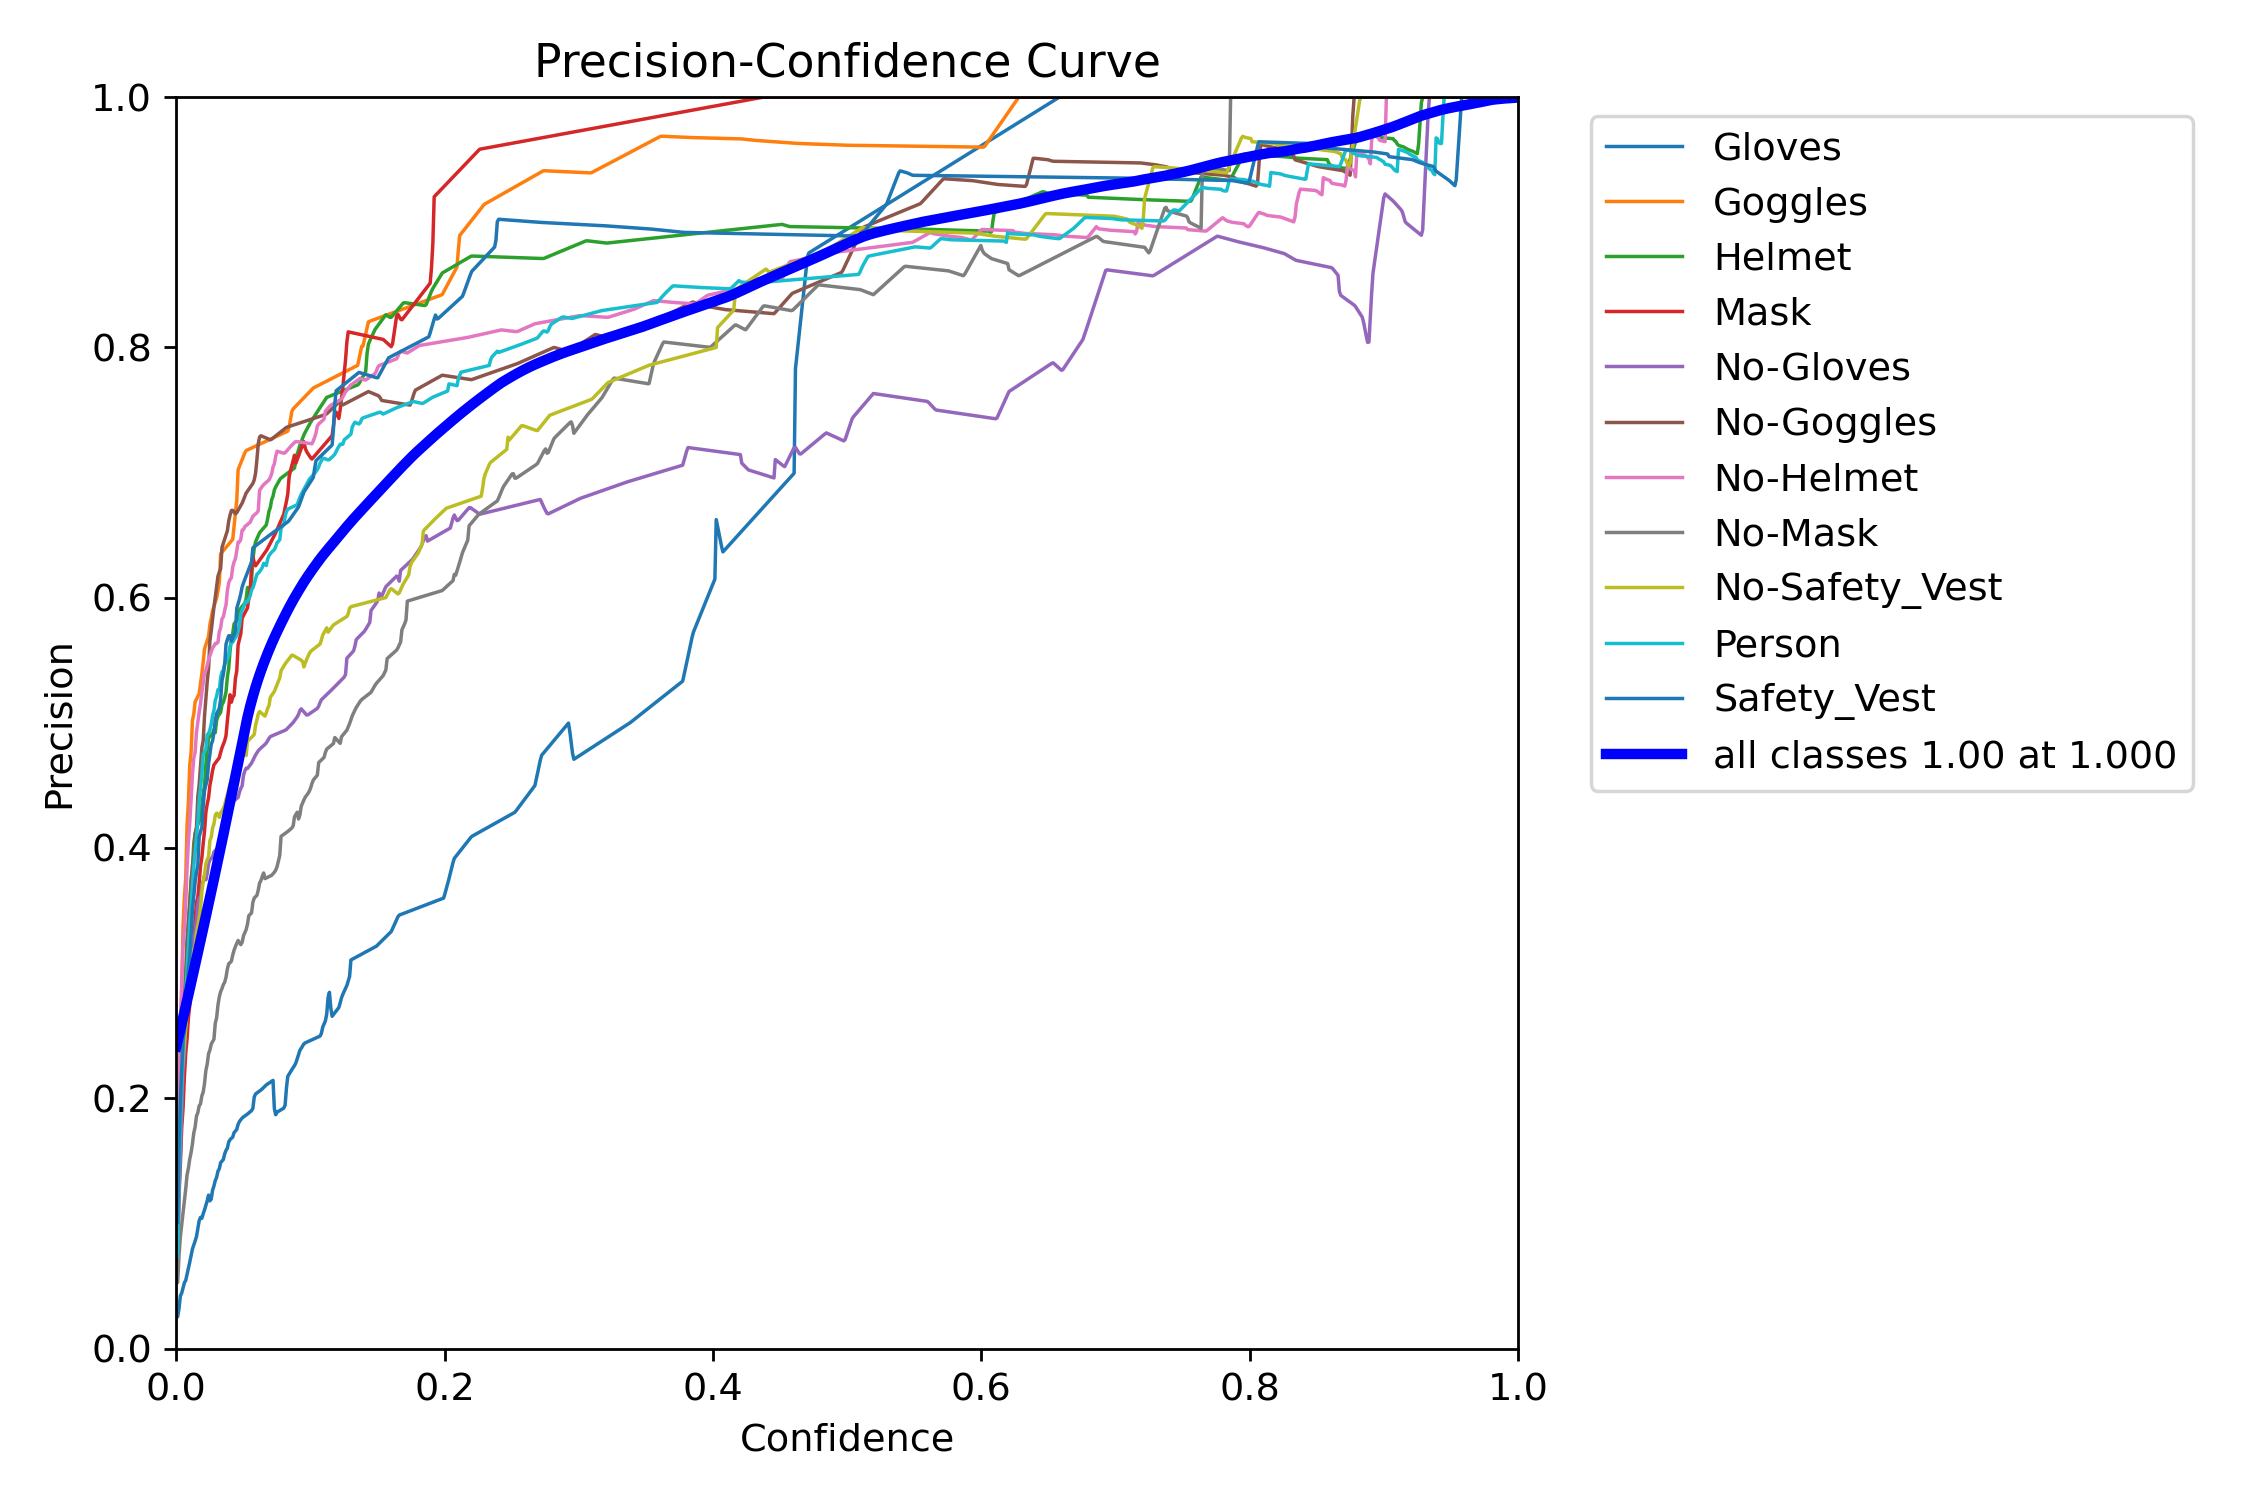 Precision-Confidence Curve
1.0
0.8
0.6
0.4
0.2
0.0
Precision
0.0 0.2 0.4 0.6 0.8 1.0
Confidence
Gloves
Goggles
Helmet
Mask
No-Gloves
No-Goggles
No-Helmet
No-Mask
No-Safety_Vest
Person
Safety_Vest
all classes 1.00 at 1.000